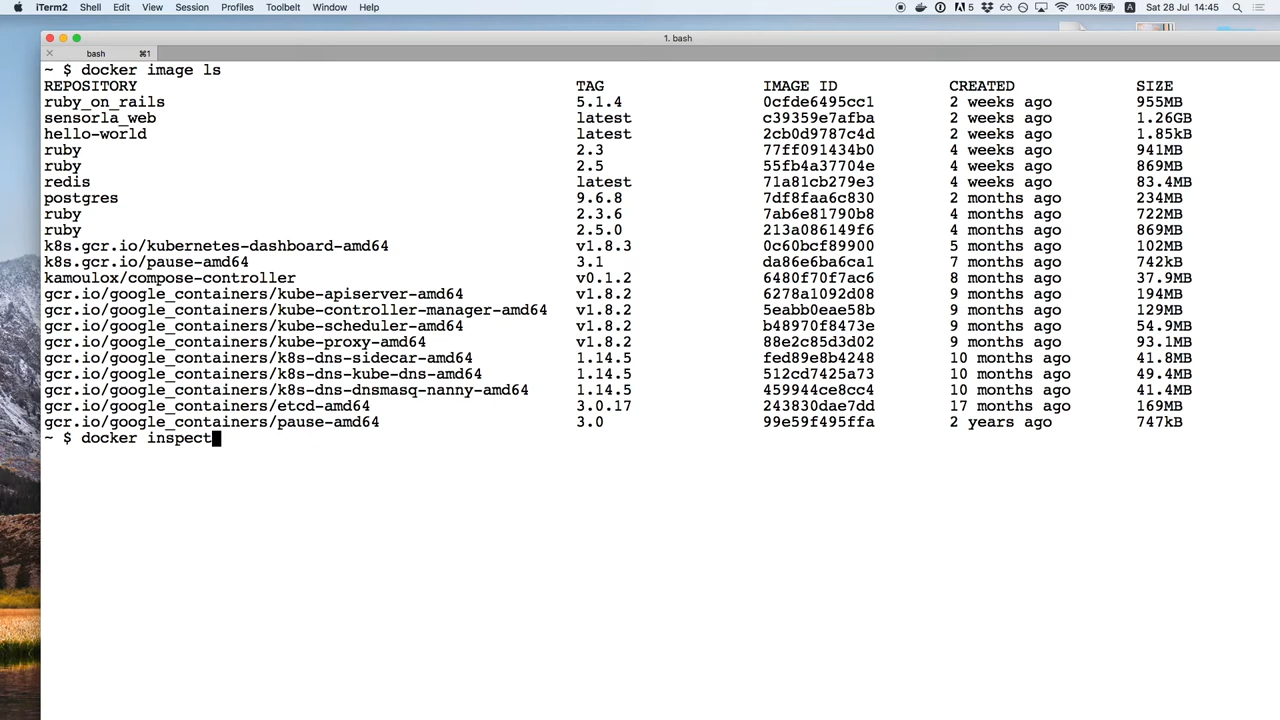 iTerm2 Shell Edit View Session Profiles Toolbelt Window Help 5 100% A Sat 28 Jul 14:45
1. bash
bash ⌘1
~ $ docker image ls
REPOSITORY TAG IMAGE ID CREATED SIZE
ruby_on_rails 5.1.4 0cfde6495cc1 2 weeks ago 955MB
sensorla_web latest c39359e7afba 2 weeks ago 1.26GB
hello-world latest 2cb0d9787c4d 2 weeks ago 1.85kB
ruby 2.3 77ff091434b0 4 weeks ago 941MB
ruby 2.5 55fb4a37704e 4 weeks ago 869MB
redis latest 71a81cb279e3 4 weeks ago 83.4MB
postgres 9.6.8 7df8faa6c830 2 months ago 234MB
ruby 2.3.6 7ab6e81790b8 4 months ago 722MB
ruby 2.5.0 213a086149f6 4 months ago 869MB
k8s.gcr.io/kubernetes-dashboard-amd64 v1.8.3 0c60bcf89900 5 months ago 102MB
k8s.gcr.io/pause-amd64 3.1 da86e6ba6ca1 7 months ago 742kB
kamoulox/compose-controller v0.1.2 6480f70f7ac6 8 months ago 37.9MB
gcr.io/google_containers/kube-apiserver-amd64 v1.8.2 6278a1092d08 9 months ago 194MB
gcr.io/google_containers/kube-controller-manager-amd64 v1.8.2 5eabb0eae58b 9 months ago 129MB
gcr.io/google_containers/kube-scheduler-amd64 v1.8.2 b48970f8473e 9 months ago 54.9MB
gcr.io/google_containers/kube-proxy-amd64 v1.8.2 88e2c85d3d02 9 months ago 93.1MB
gcr.io/google_containers/k8s-dns-sidecar-amd64 1.14.5 fed89e8b4248 10 months ago 41.8MB
gcr.io/google_containers/k8s-dns-kube-dns-amd64 1.14.5 512cd7425a73 10 months ago 49.4MB
gcr.io/google_containers/k8s-dns-dnsmasq-nanny-amd64 1.14.5 459944ce8cc4 10 months ago 41.4MB
gcr.io/google_containers/etcd-amd64 3.0.17 243830dae7dd 17 months ago 169MB
gcr.io/google_containers/pause-amd64 3.0 99e59f495ffa 2 years ago 747kB
~ $ docker inspect